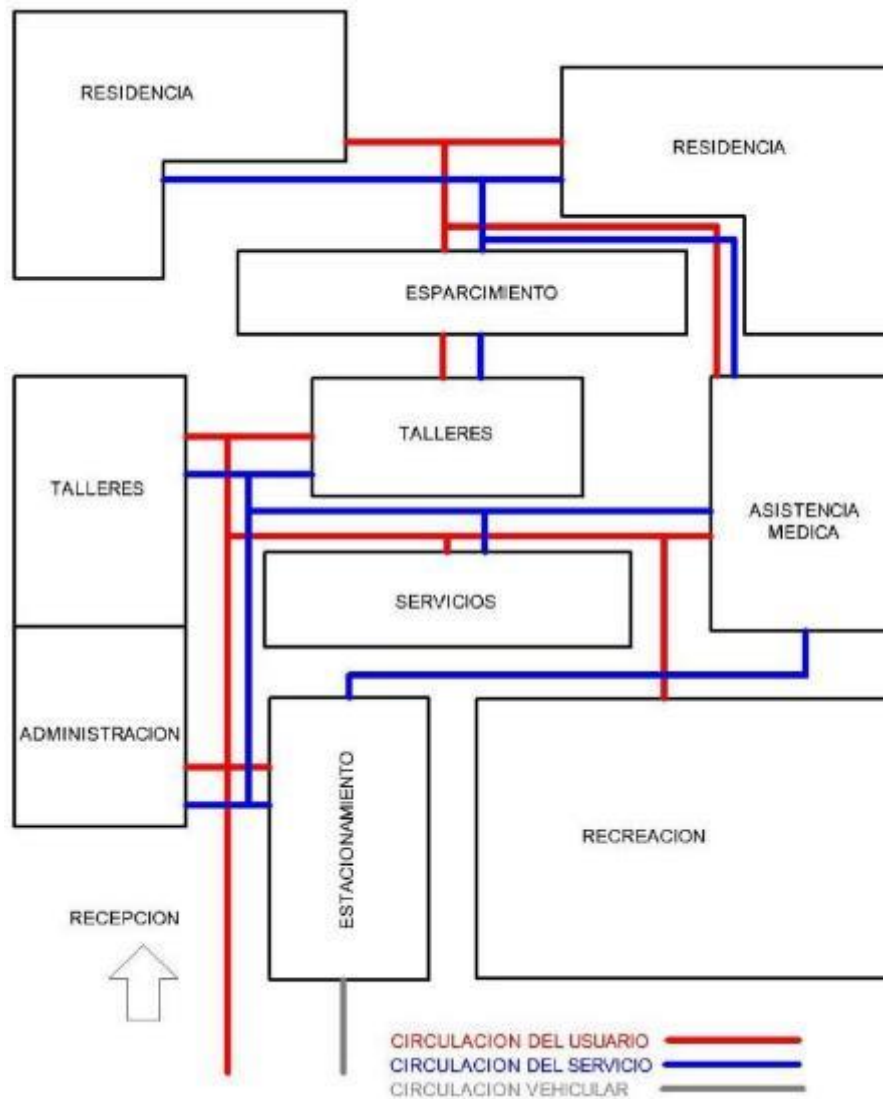 RESIDENCIA
RESIDENCIA
ESPARCIMIENTO
TALLERES
TALLERES
ASISTENCIA
MEDICA
SERVICIOS
ADMINISTRACION
ESTACIONAMIENTO
RECREACION
RECEPCION
CIRCULACION DEL USUARIO
CIRCULACION DEL SERVICIO
CIRCULACION VEHICULAR